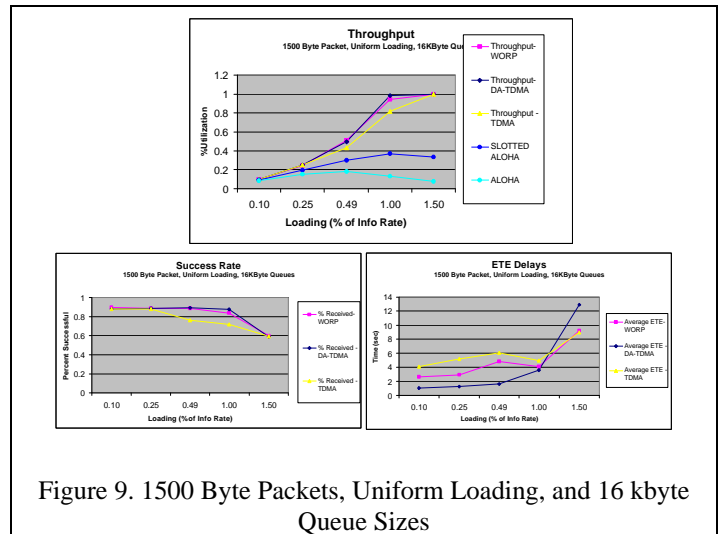 Throughput
1500 Byte Packet, Uniform Loading, 16KByte
%Utilization
1.2
1
0.8
0.6
0.4
0.2
0
0.10 0.25 0.49 1.00 1.50
Loading (% of Info Rate)
Throughput-
WORP
Throughput-
DA-TDMA
Throughput -
TDMA
SLOTTED
ALOHA
ALOHA
Success Rate
1500 Byte Packet, Uniform Loading, 16KByte Queues
Percent Successful
1
0.8
0.6
0.4
0.2
0
0.10 0.25 0.49 1.00 1.50
Loading (%of Info Rate)
% Received-
WORP
% Received -
DA-TDMA
% Received -
TDMA
ETE Delays
1500 Byte Packet, Uniform Loading, 16KByte Queues
Time (sec)
14
12
10
8
6
4
2
0
0.10 0.25 0.49 1.00 1.50
Loading (% of Info Rate)
Average ETE-
WORP
Average ETE -
DA-TDMA
Average ETE -
TDMA
Figure 9. 1500 Byte Packets, Uniform Loading, and 16 kbyte
Queue Sizes